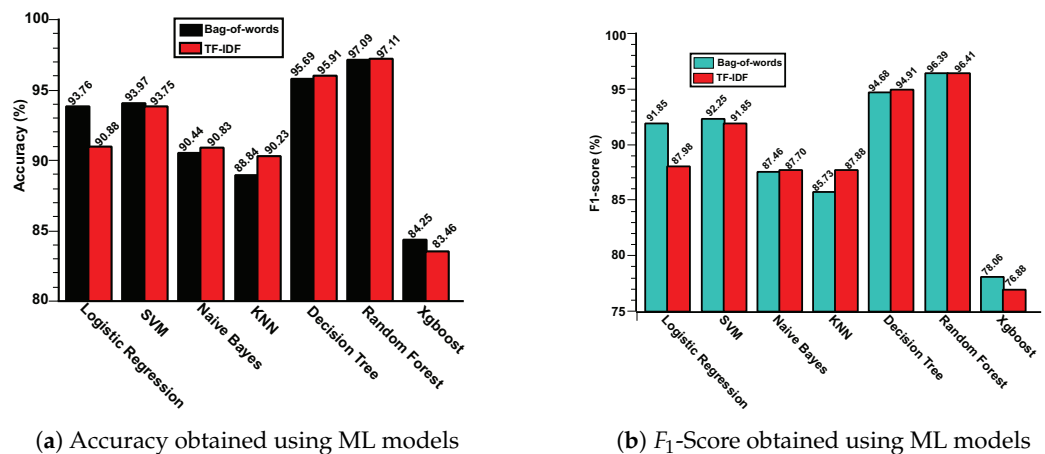 100
95
90
85
80
Accuracy (%)
Bag-of-words
TF-IDF
93.76
90.88
93.97
93.75
90.44
90.83
88.84
90.23
95.69
95.91
97.09
97.11
84.25
83.46
Logistic Regression
SVM
Naive Bayes
KNN
Decision Tree
Random Forest
Xgboost
(a) Accuracy obtained using ML models
100
95
90
85
80
75
F1-score (%)
Bag-of-words
TF-IDF
91.85
87.98
92.25
91.85
87.46
87.70
85.73
87.88
94.68
94.91
96.39
96.41
78.06
76.88
Logistic Regression
SVM
Naive Bayes
KNN
Decision Tree
Random Forest
Xgboost
(b) F1-Score obtained using ML models